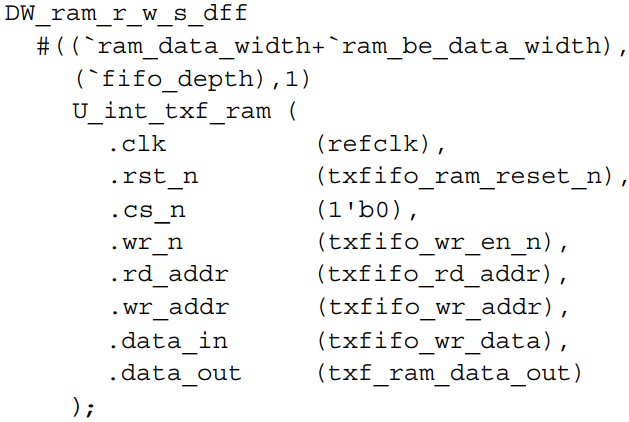 DW_ram_r_w_s_dff
#((`ram_data_width+`ram_be_data_width),
(`fifo_depth),1)
U_int_txf_ram (
.clk (refclk),
.rst_n (txfifo_ram_reset_n),
.cs_n (1'b0),
.wr_n (txfifo_wr_en_n),
.rd_addr (txfifo_rd_addr),
.wr_addr (txfifo_wr_addr),
.data_in (txfifo_wr_data),
.data_out (txf_ram_data_out)
);